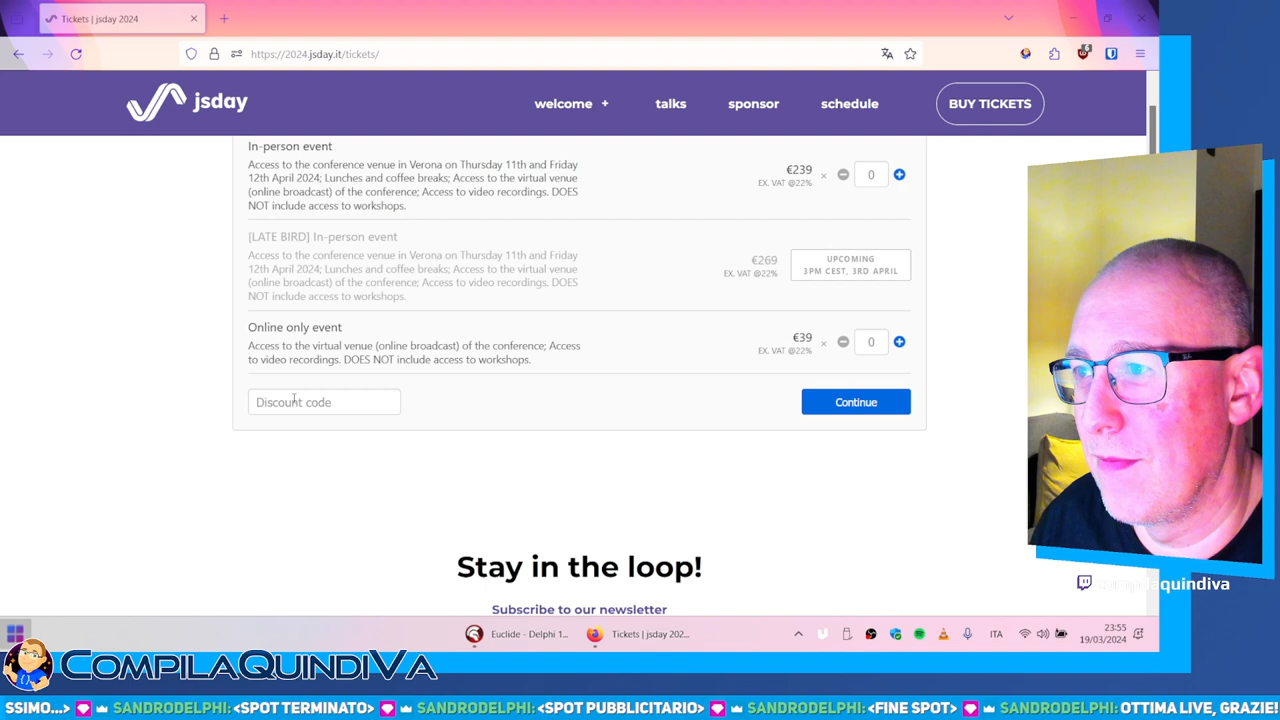 Tickets | jsday 2024
https://2024.jsday.it/tickets/
6
jsday
welcome +
talks
sponsor
schedule
BUY TICKETS
In-person event
Access to the conference venue in Verona on Thursday 11th and Friday
12th April 2024; Lunches and coffee breaks; Access to the virtual venue
(online broadcast) of the conference; Access to video recordings. DOES
NOT include access to workshops.
€239
EX. VAT @22%
×
0
[LATE BIRD] In-person event
Access to the conference venue in Verona on Thursday 11th and Friday
12th April 2024; Lunches and coffee breaks; Access to the virtual venue
(online broadcast) of the conference; Access to video recordings. DOES
NOT include access to workshops.
€269
EX. VAT @22%
UPCOMING
3PM CEST, 3RD APRIL
Online only event
Access to the virtual venue (online broadcast) of the conference; Access
to video recordings. DOES NOT include access to workshops.
€39
EX. VAT @22%
×
0
Discount code
Continue
Stay in the loop!
Subscribe to our newsletter
compilaquindiva
Euclide - Delphi 1...
Tickets | jsday 202...
ITA
23:55
19/03/2024
COMPILAQUINDIVA
SSIMO...> SANDRODELPHI: <SPOT TERMINATO> SANDRODELPHI: <SPOT PUBBLICITARIO> SANDRODELPHI: <FINE SPOT> SANDRODELPHI: OTTIMA LIVE, GRAZIE!